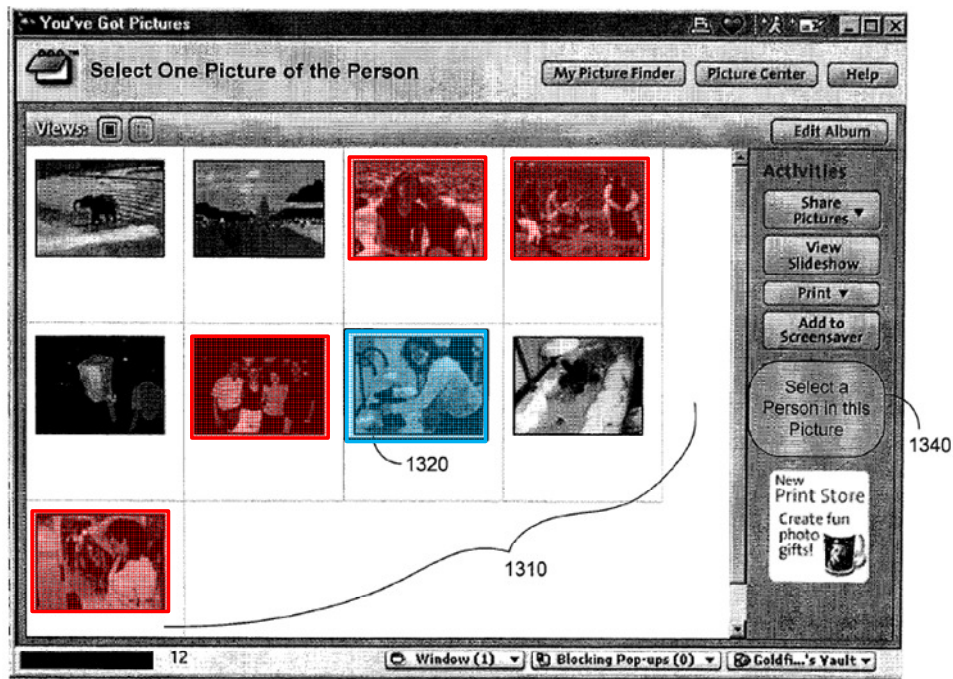 You've Got Pictures
Select One Picture of the Person
My Picture Finder
Picture Center
Help
Views:
Edit Album
Activities
Share
Pictures
View
Slideshow
Print
Add to
Screensaver
Select a
Person in this
Picture
1340
1320
New
Print Store
Create fun
photo
gifts!
1310
12
Window (1)
Blocking Pop-ups (0)
Goldfi...'s Vault